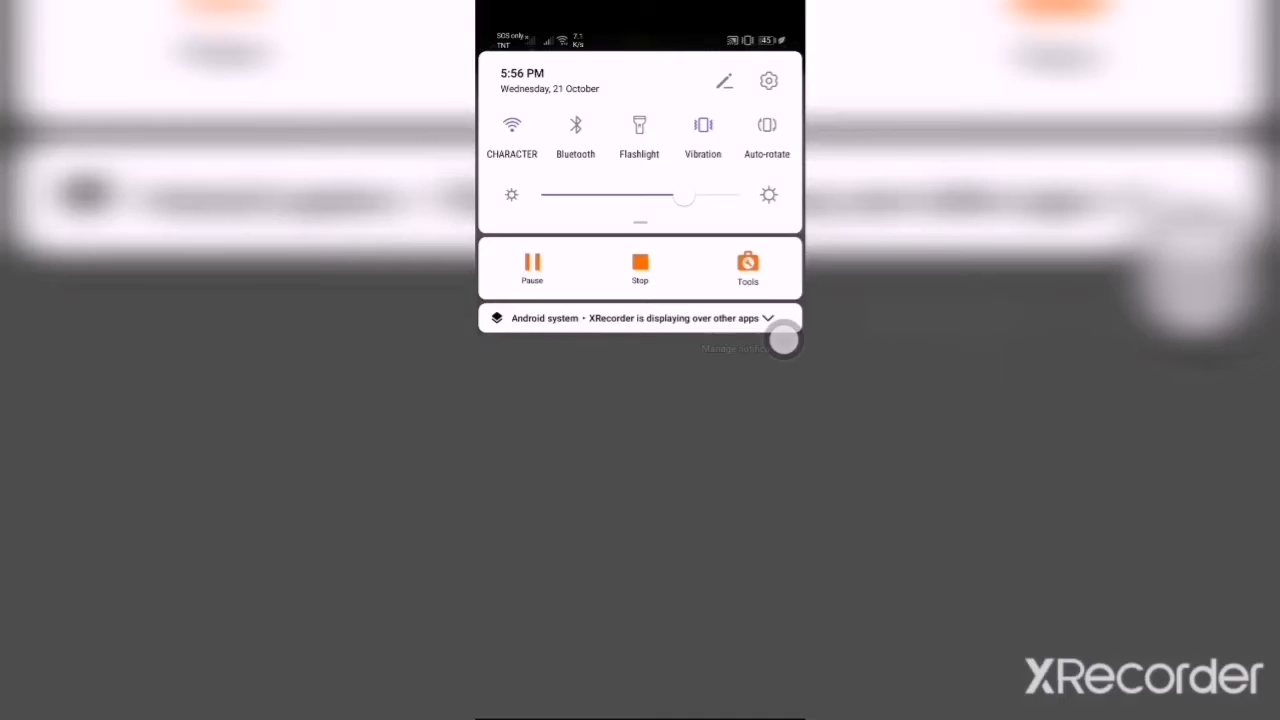 SOS only
TNT
7.1
K/s
45
5:56 PM
Wednesday, 21 October
CHARACTER
Bluetooth
Flashlight
Vibration
Auto-rotate
Pause
Stop
Tools
Android system • XRecorder is displaying over other apps
Manage
XRecorder